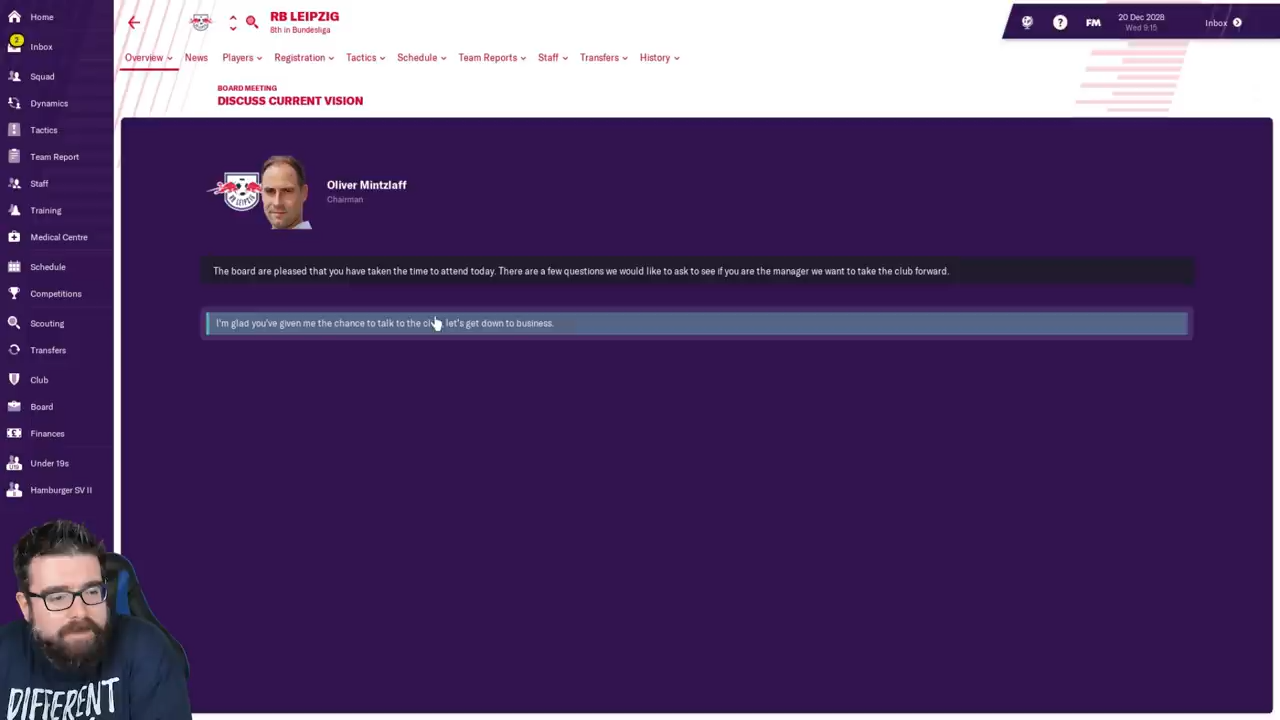 Home
2
Inbox
Squad
Dynamics
Tactics
Team Report
Staff
Training
Medical Centre
Schedule
Competitions
Scouting
Transfers
Club
Board
Finances
Under 19s
Hamburger SV II
RB LEIPZIG
8th in Bundesliga
20 Dec 2028
Wed 9:15
FM
Inbox
Overview
News
Players
Registration
Tactics
Schedule
Team Reports
Staff
Transfers
History
BOARD MEETING
DISCUSS CURRENT VISION
RB LEIPZIG
Oliver Mintzlaff
Chairman
The board are pleased that you have taken the time to attend today. There are a few questions we would like to ask to see if you are the manager we want to take the club forward.
I'm glad you've given me the chance to talk to the let's get down to business.
DIFFERENT